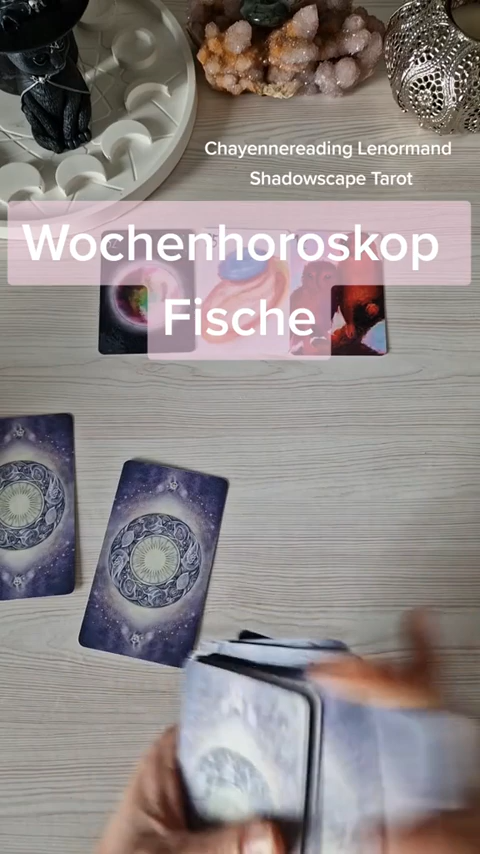 Chayennereading Lenormand
Shadowscape Tarot
Wochenhoroskop
Fische